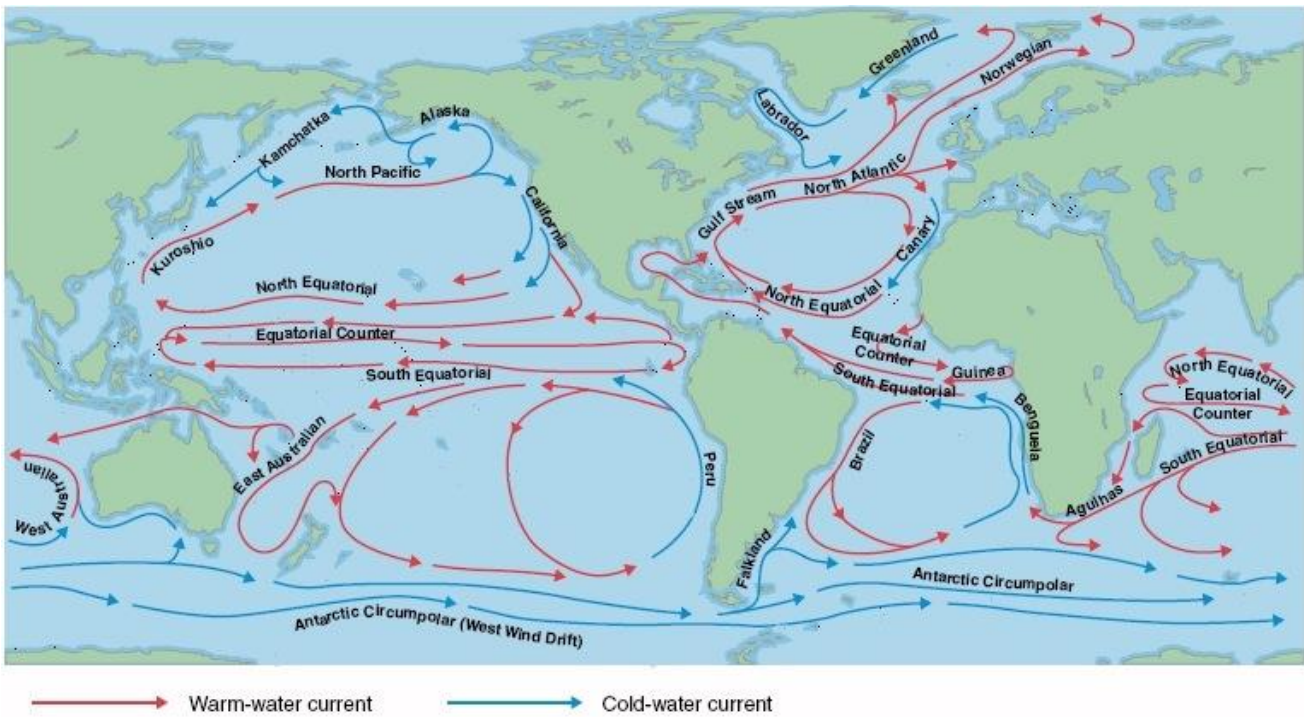 Greenland
Norwegian
Labrador
Alaska
Kamchatka
North Pacific
North Atlantic
Gulf Stream
California
Canary
Kuroshio
North Equatorial
North Equatorial
Equatorial Counter
Equatorial
Counter
Guinea
North Equatorial
South Equatorial
South Equatorial
Equatorial
Counter
Benguela
South Equatorial
East Australian
Brazil
Peru
West Australian
Agulhas
Falkland
Antarctic Circumpolar
Antarctic Circumpolar (West Wind Drift)
Warm-water current
Cold-water current